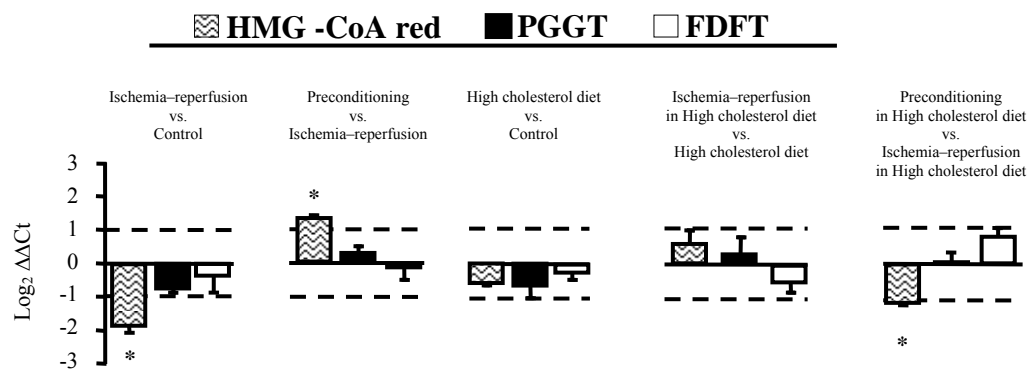 HMG -CoA red PGGT FDFT
Ischemia–reperfusion
vs.
Control
Preconditioning
vs.
Ischemia–reperfusion
High cholesterol diet
vs.
Control
Ischemia–reperfusion
in High cholesterol diet
vs.
High cholesterol diet
Preconditioning
in High cholesterol diet
vs.
Ischemia–reperfusion
in High cholesterol diet
Log₂ ΔΔCt
3
2
1
0
-1
-2
-3
*
*
*